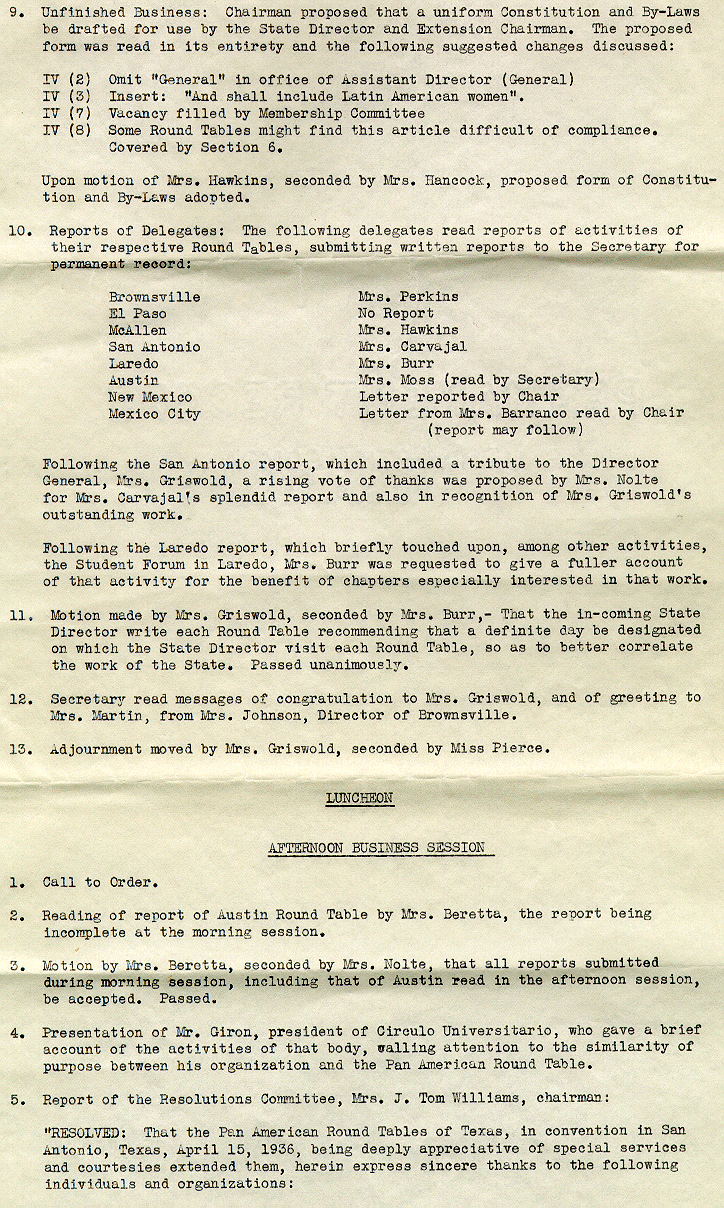 9. Unfinished Business: Chairman proposed that a uniform Constitution and By-Laws
be drafted for use by the State Director and Extension Chairman. The proposed
form was read in its entirety and the following suggested changes discussed:
IV (2) Omit "General" in office of Assistant Director (General)
IV (3) Insert: "And shall include Latin American women".
IV (7) Vacancy filled by Membership Committee
IV (8) Some Round Tables might find this article difficult of compliance.
Covered by Section 6.
Upon motion of Mrs. Hawkins, seconded by Mrs. Hancock, proposed form of Constitu-
tion and By-Laws adopted.
10. Reports of Delegates: The following delegates read reports of activities of
their respective Round Tables, submitting written reports to the Secretary for
permanent record:
Brownsville Mrs. Perkins
El Paso No Report
McAllen Mrs. Hawkins
San Antonio Mrs. Carvajal
Laredo Mrs. Burr
Austin Mrs. Moss (read by Secretary)
New Mexico Letter reported by Chair
Mexico City Letter from Mrs. Barranco read by Chair
(report may follow)
Following the San Antonio report, which included a tribute to the Director
General, Mrs. Griswold, a rising vote of thanks was proposed by Mrs. Nolte
for Mrs. Carvajal's splendid report and also in recognition of Mrs. Griswold's
outstanding work.
Following the Laredo report, which briefly touched upon, among other activities,
the Student Forum in Laredo, Mrs. Burr was requested to give a fuller account
of that activity for the benefit of chapters especially interested in that work.
11. Motion made by Mrs. Griswold, seconded by Mrs. Burr,- That the in-coming State
Director write each Round Table recommending that a definite day be designated
on which the State Director visit each Round Table, so as to better correlate
the work of the State. Passed unanimously.
12. Secretary read messages of congratulation to Mrs. Griswold, and of greeting to
Mrs. Martin, from Mrs. Johnson, Director of Brownsville.
13. Adjournment moved by Mrs. Griswold, seconded by Miss Pierce.
LUNCHEON
AFTERNOON BUSINESS SESSION
1. Call to Order.
2. Reading of report of Austin Round Table by Mrs. Beretta, the report being
incomplete at the morning session.
3. Motion by Mrs. Beretta, seconded by Mrs. Nolte, that all reports submitted
during morning session, including that of Austin read in the afternoon session,
be accepted. Passed.
4. Presentation of Mr. Giron, president of Circulo Universitario, who gave a brief
account of the activities of that body, walling attention to the similarity of
purpose between his organization and the Pan American Round Table.
5. Report of the Resolutions Committee, Mrs. J. Tom Williams, chairman:
"RESOLVED: That the Pan American Round Tables of Texas, in convention in San
Antonio, Texas, April 15, 1936, being deeply appreciative of special services
and courtesies extended them, herein express sincere thanks to the following
individuals and organizations: